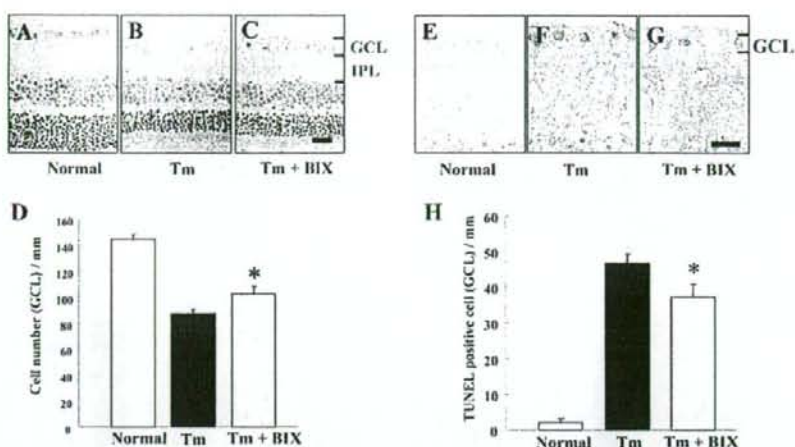 A
B
C
GCL
IPL
Normal
Tm
Tm + BIX
E
F
G
GCL
Normal
Tm
Tm + BIX
D
Cell number (GCL) / mm
160
140
120
100
80
60
40
20
0
*
Normal
Tm
Tm + BIX
H
TUNEL positive cell (GCL) / mm
60
50
40
30
20
10
0
*
Normal
Tm
Tm + BIX